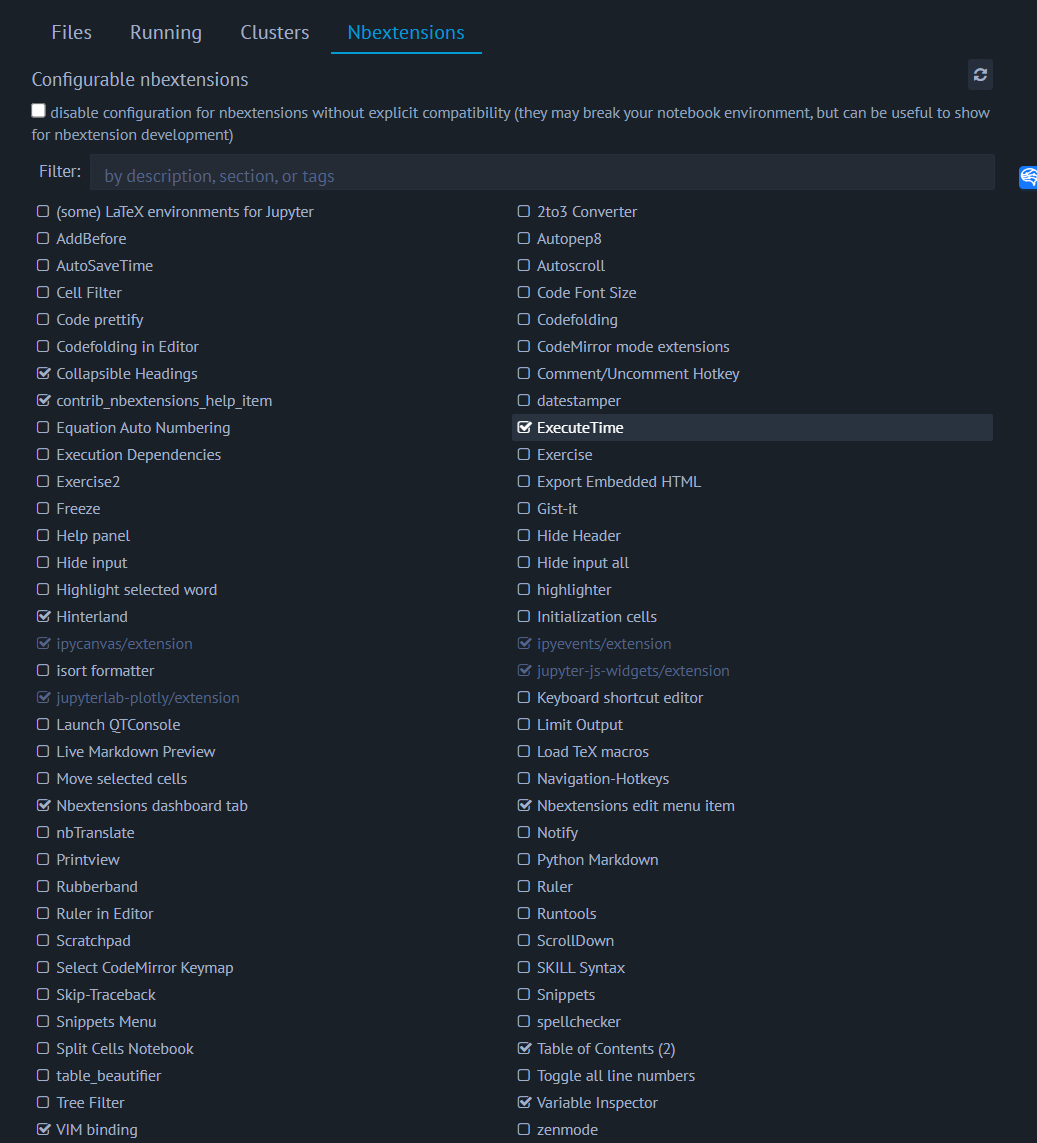 Files Running Clusters Nbextensions
Configurable nbextensions
disable configuration for nbextensions without explicit compatibility (they may break your notebook environment, but can be useful to show
for nbextension development)
Filter: by description, section, or tags
(some) LaTeX environments for Jupyter 2to3 Converter
AddBefore Autopep8
AutoSaveTime Autoscroll
Cell Filter Code Font Size
Code prettify Codefolding
Codefolding in Editor CodeMirror mode extensions
Collapsible Headings Comment/Uncomment Hotkey
contrib_nbextensions_help_item datestamper
Equation Auto Numbering ExecuteTime
Execution Dependencies Exercise
Exercise2 Export Embedded HTML
Freeze Gist-it
Help panel Hide Header
Hide input Hide input all
Highlight selected word highlighter
Hinterland Initialization cells
ipycanvas/extension ipyevents/extension
isort formatter jupyter-js-widgets/extension
jupyterlab-plotly/extension Keyboard shortcut editor
Launch QTConsole Limit Output
Live Markdown Preview Load TeX macros
Move selected cells Navigation-Hotkeys
Nbextensions dashboard tab Nbextensions edit menu item
nbTranslate Notify
Printview Python Markdown
Rubberband Ruler
Ruler in Editor Runtools
Scratchpad ScrollDown
Select CodeMirror Keymap SKILL Syntax
Skip-Traceback Snippets
Snippets Menu spellchecker
Split Cells Notebook Table of Contents (2)
table_beautifier Toggle all line numbers
Tree Filter Variable Inspector
VIM binding zenmode